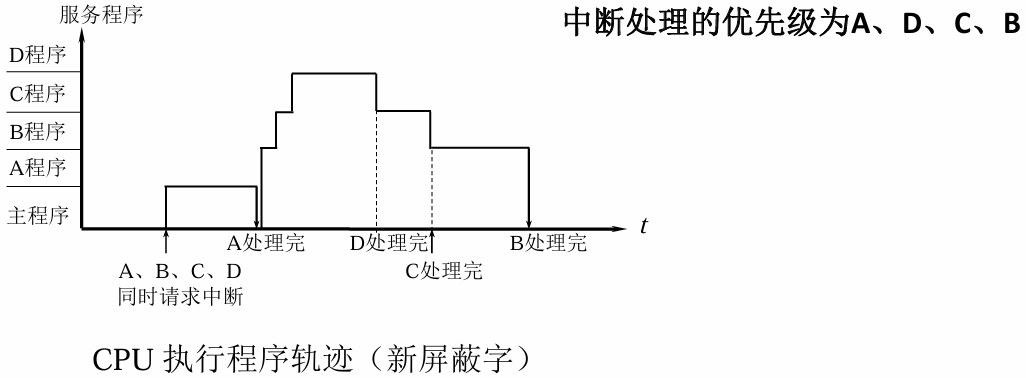 服务程序
中断处理的优先级为A、D、C、B
D程序
C程序
B程序
A程序
主程序
t
A处理完
D处理完
B处理完
A、B、C、D
同时请求中断
C处理完
CPU 执行程序轨迹（新屏蔽字）